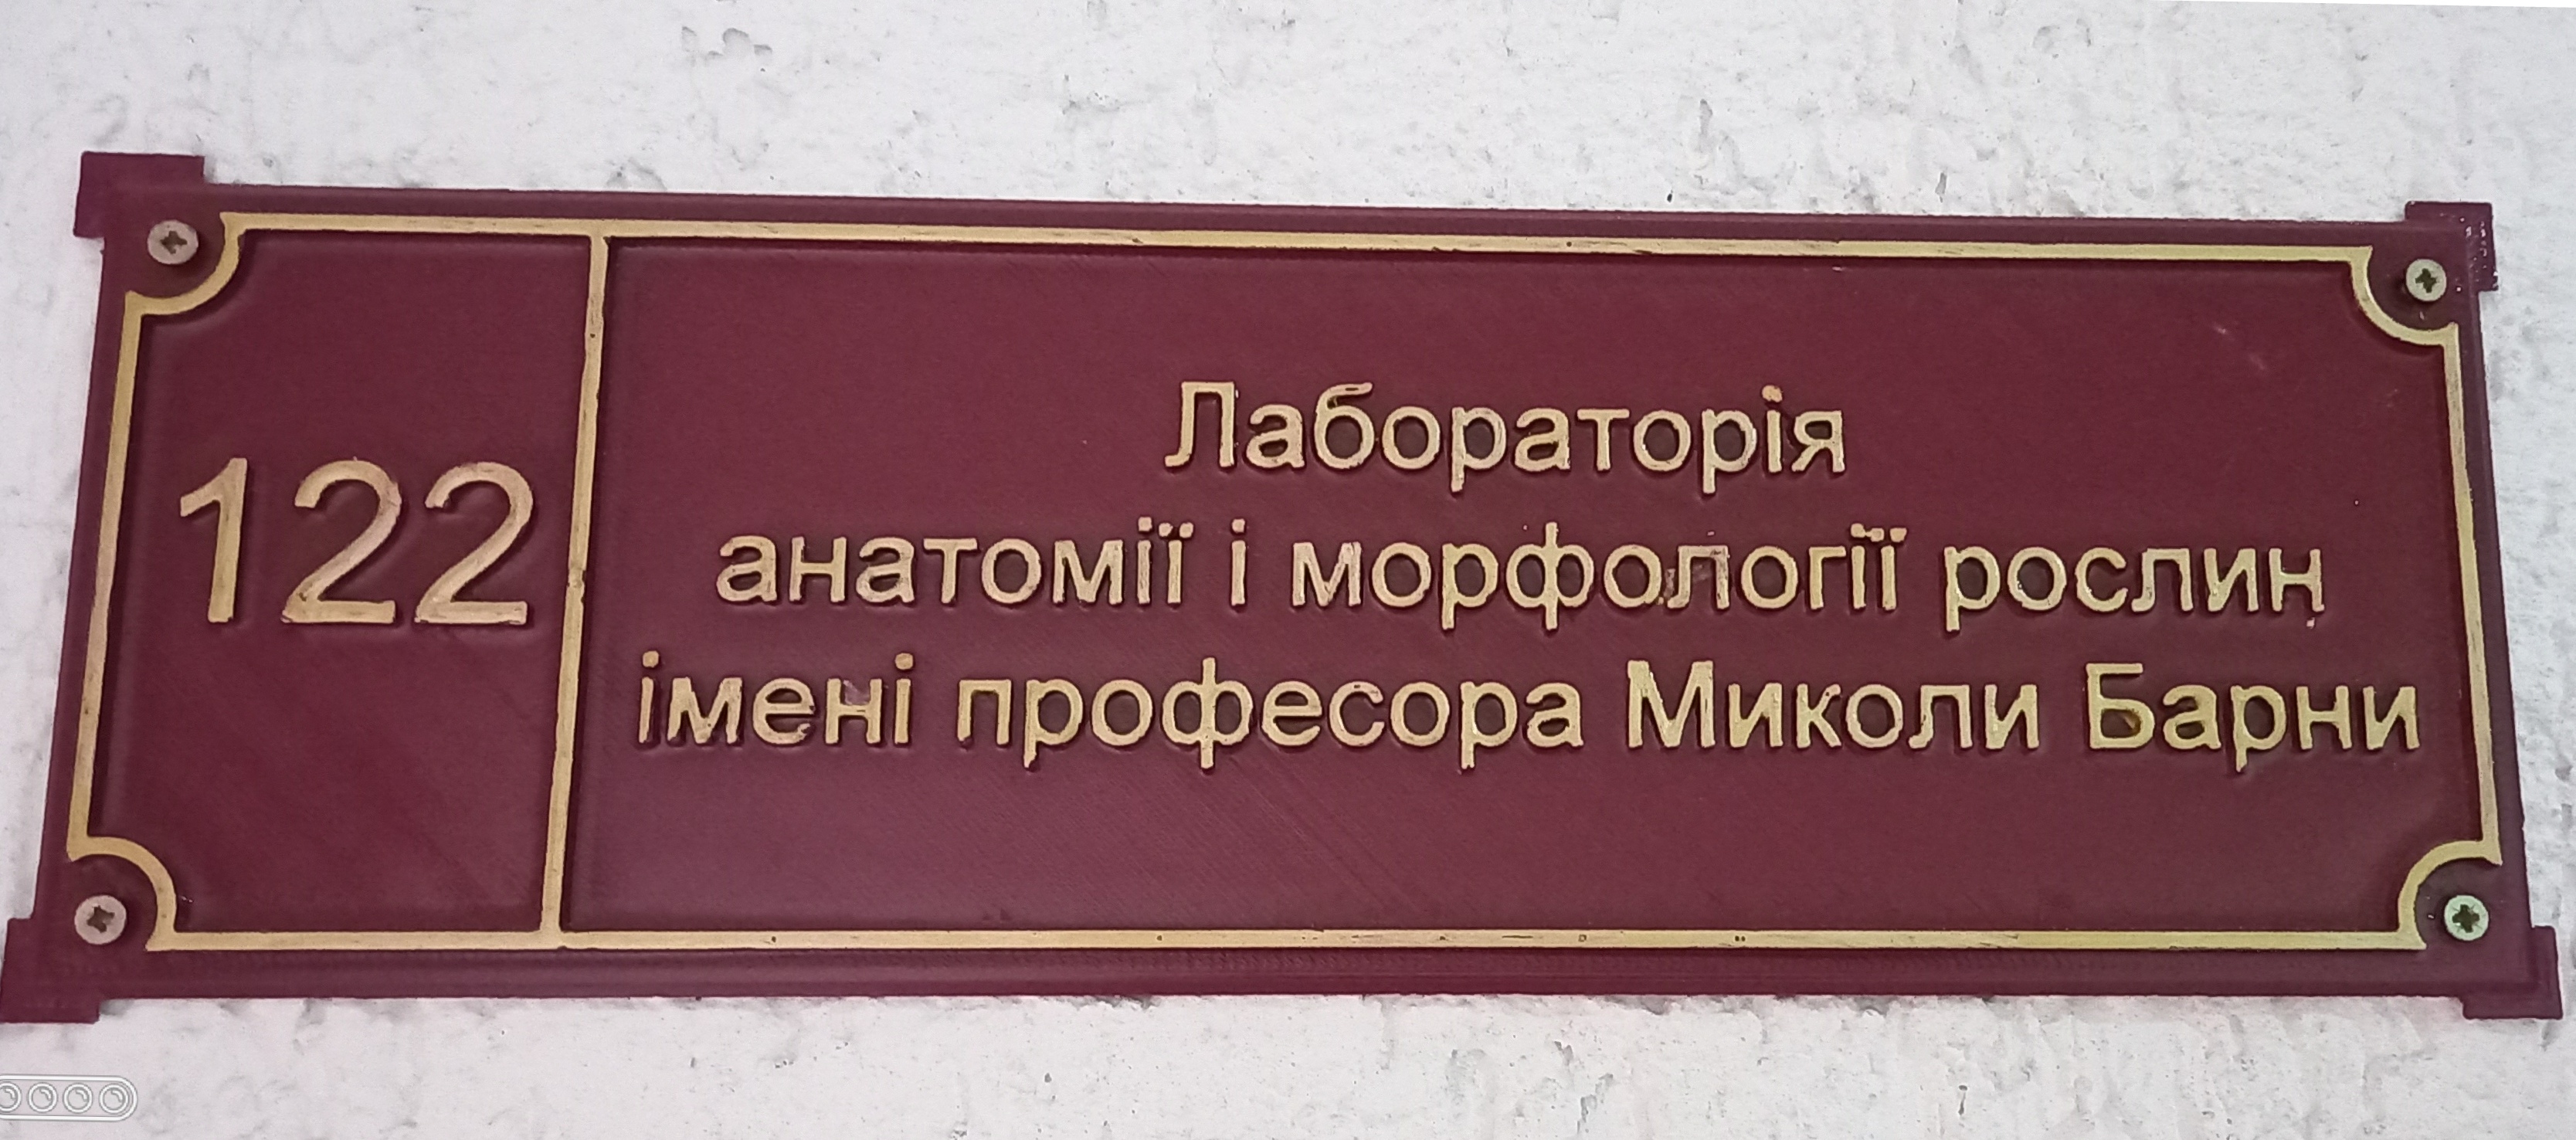 122
Лабораторія
анатомії і морфології рослин
імені професора Миколи Барни